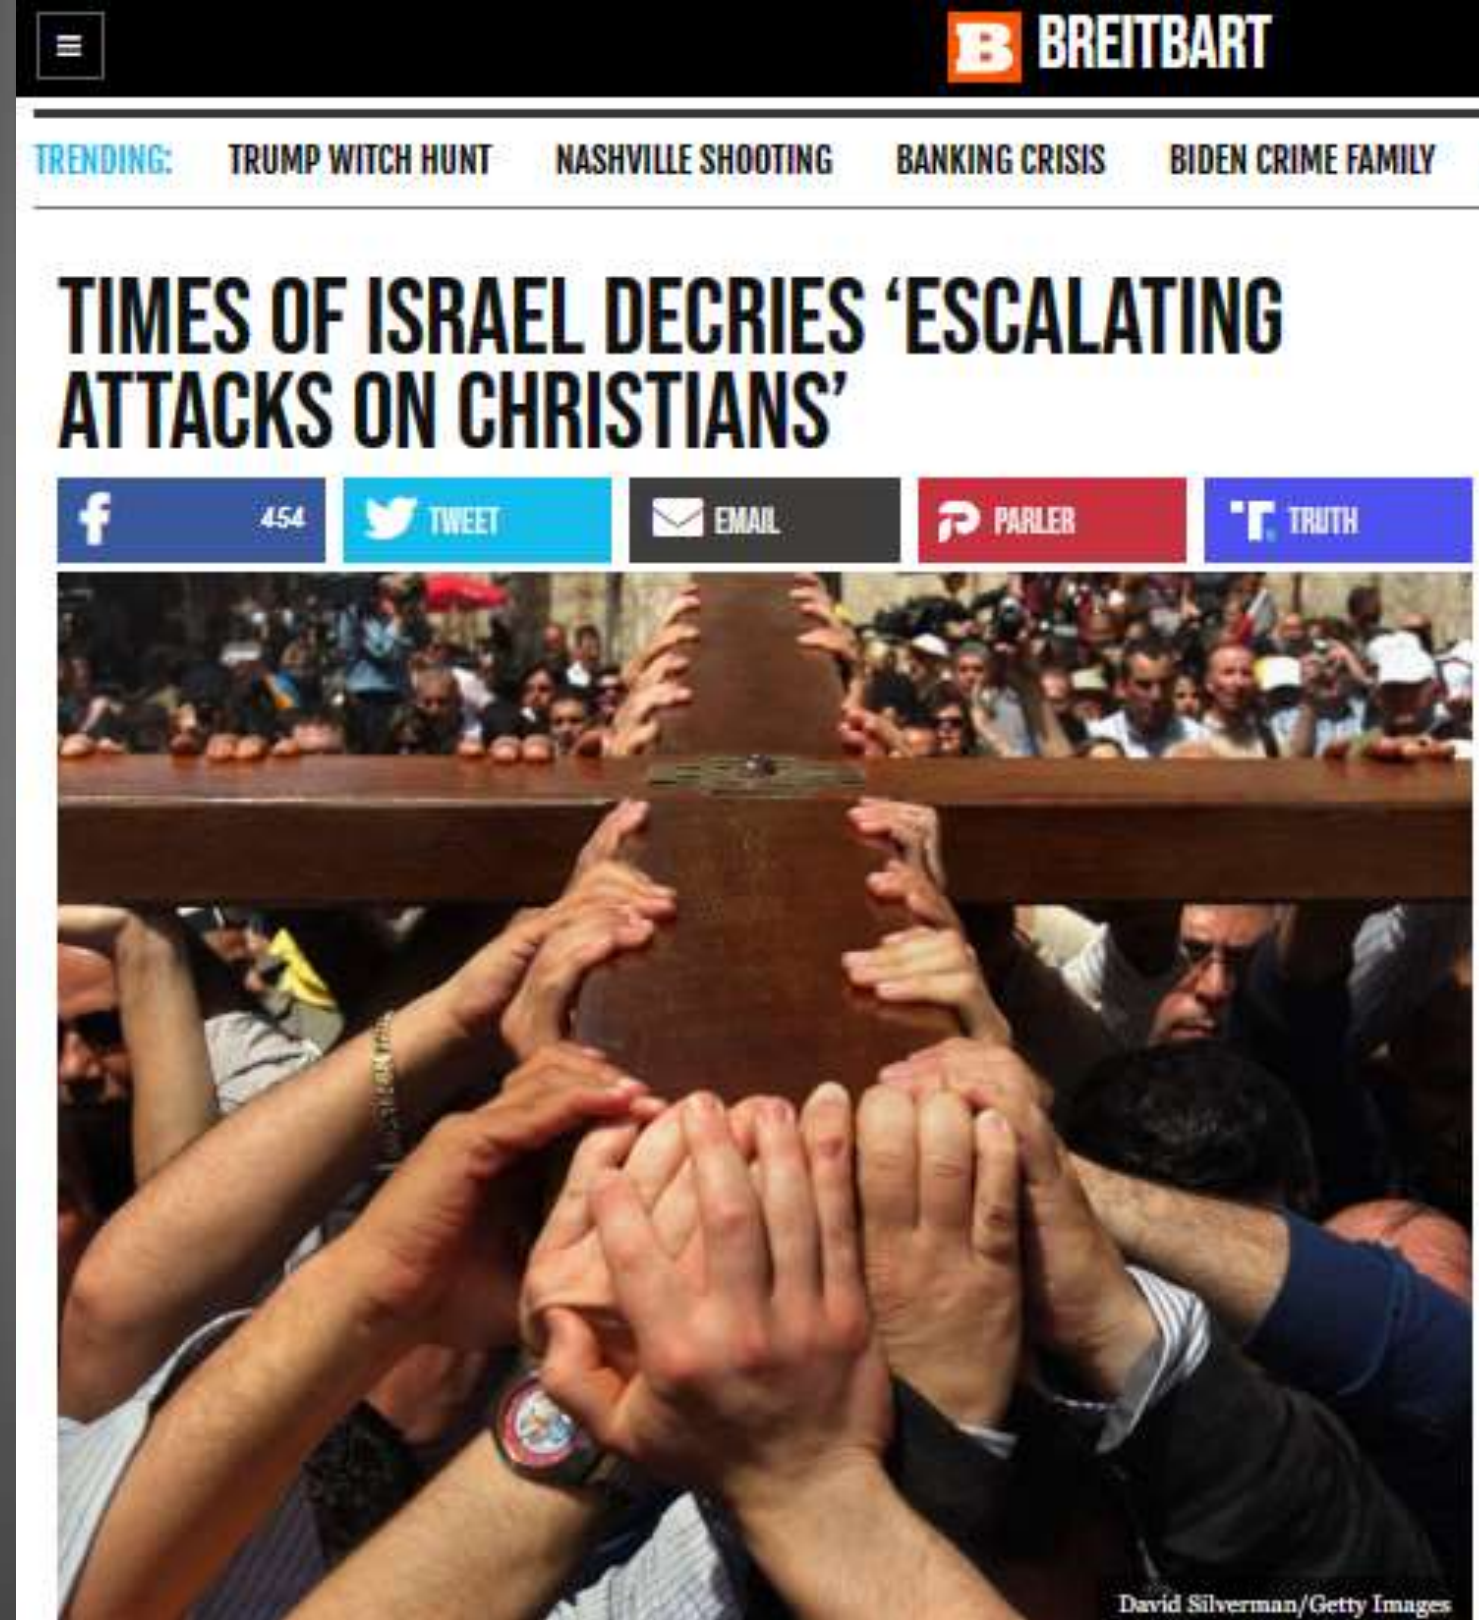 BREITBART
TRENDING: TRUMP WITCH HUNT NASHVILLE SHOOTING BANKING CRISIS BIDEN CRIME FAMILY
TIMES OF ISRAEL DECRIES ‘ESCALATING
ATTACKS ON CHRISTIANS’
454 TWEET EMAIL PARLER TRUTH
David Silverman/Getty Images